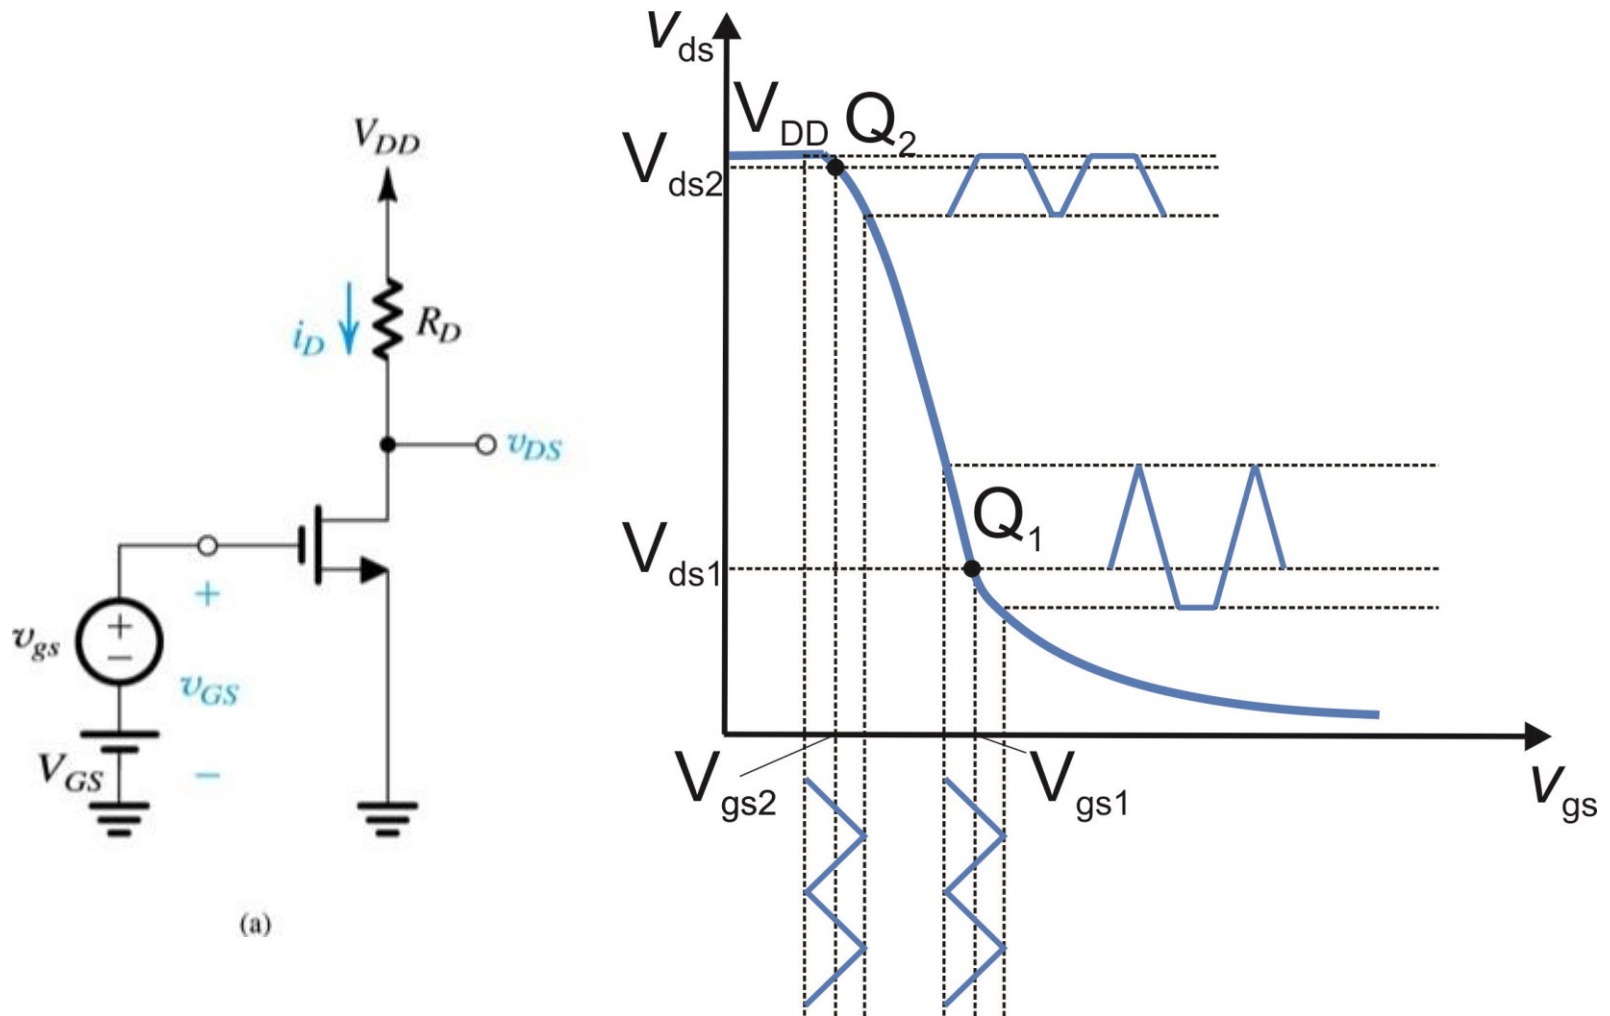 V_DD
i_D
R_D
v_DS
+
+
−
v_gs
v_GS
V_GS
−
(a)
v_ds
V_DD
Q_2
V_ds2
Q_1
V_ds1
V_gs2
V_gs1
v_gs